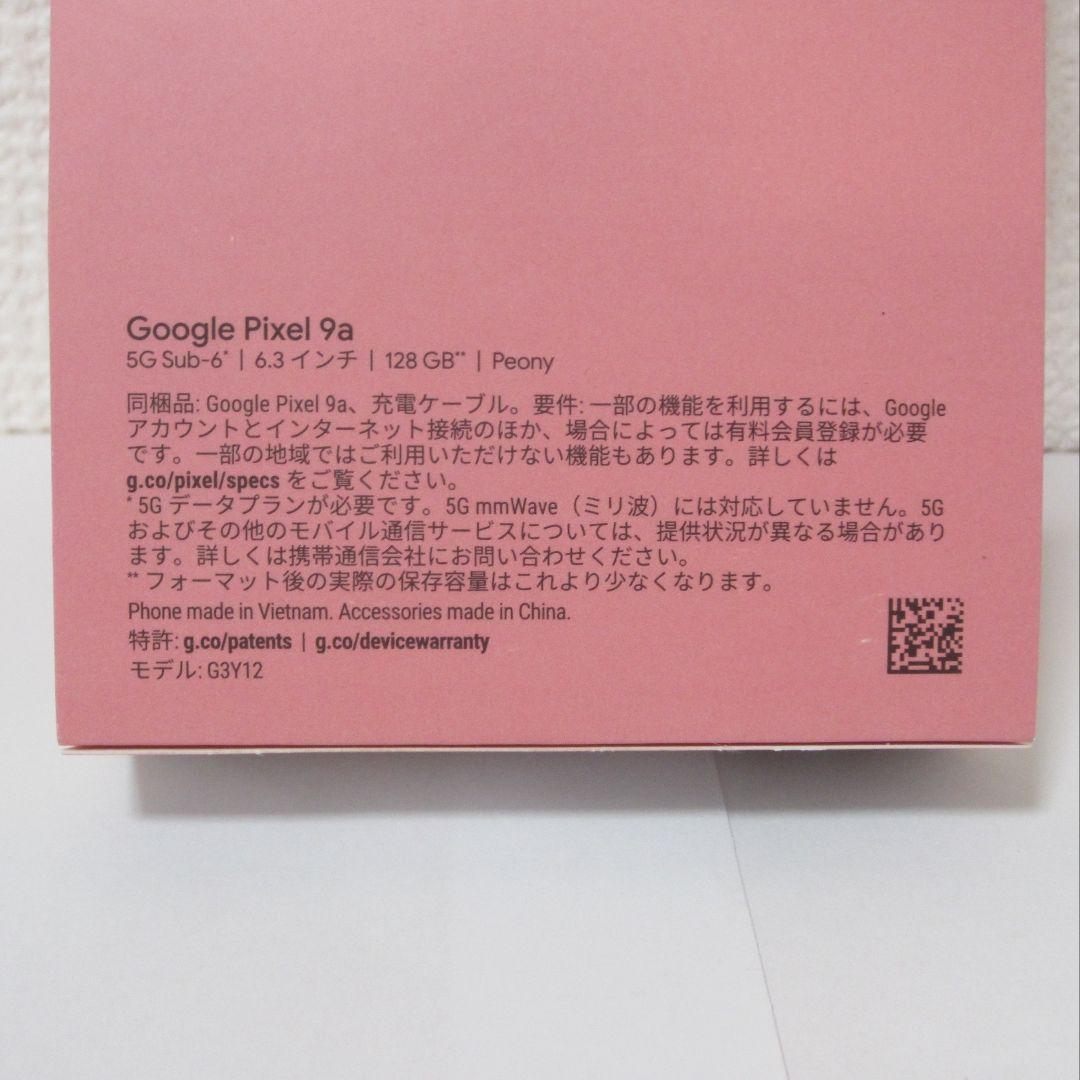 Google Pixel 9a
5G Sub-6* | 6.3 インチ | 128 GB** | Peony
同梱品: Google Pixel 9a、充電ケーブル。要件: 一部の機能を利用するには、Google
アカウントとインターネット接続のほか、場合によっては有料会員登録が必要
です。一部の地域ではご利用いただけない機能もあります。詳しくは
g.co/pixel/specs をご覧ください。
* 5G データプランが必要です。5G mmWave（ミリ波）には対応していません。5G
およびその他のモバイル通信サービスについては、提供状況が異なる場合があり
ます。詳しくは携帯通信会社にお問い合わせください。
** フォーマット後の実際の保存容量はこれより少なくなります。
Phone made in Vietnam. Accessories made in China.
特許: g.co/patents | g.co/devicewarranty
モデル: G3Y12